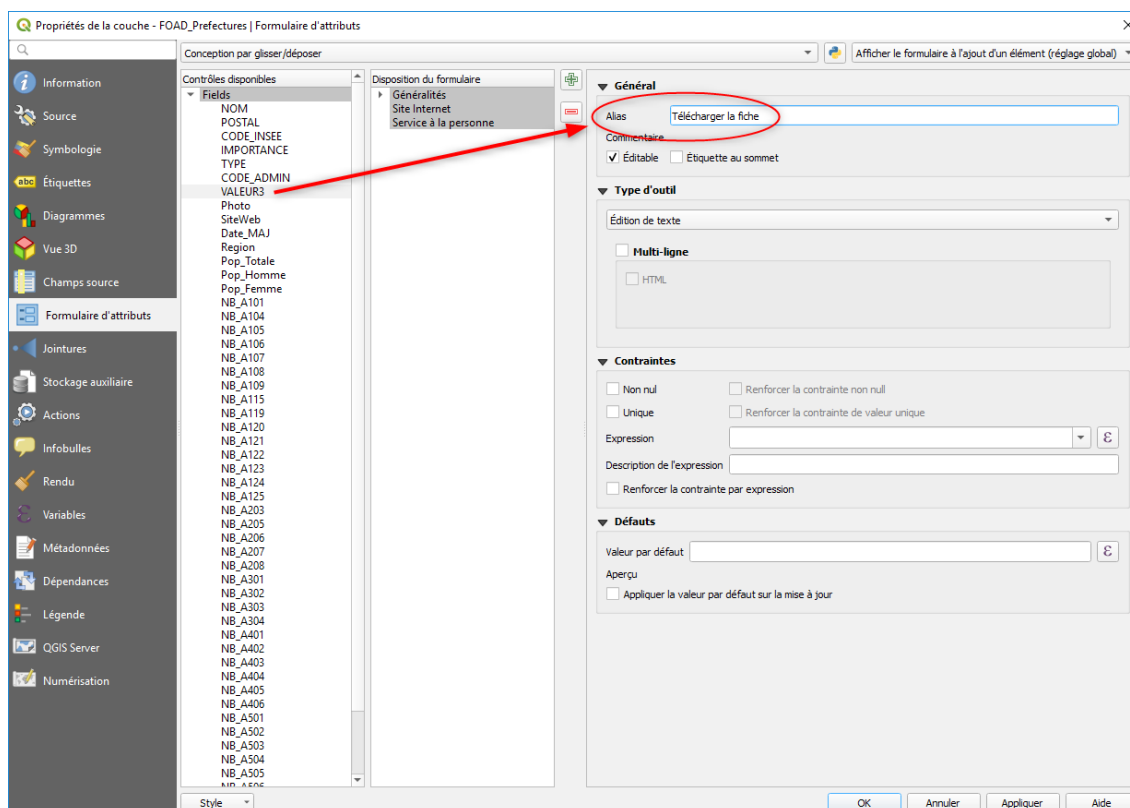 Propriétés de la couche - FOAD_Prefectures | Formulaire d'attributs
Conception par glisser/déposer
Afficher le formulaire à l'ajout d'un élément (réglage global)
Information
Source
Symbologie
abc Étiquettes
Diagrammes
Vue 3D
Champs source
Formulaire d'attributs
Jointures
Stockage auxiliaire
Actions
Infobulles
Rendu
Variables
Métadonnées
Dépendances
Légende
QGIS Server
Numérisation
Contrôles disponibles
Fields
NOM
POSTAL
CODE_INSEE
IMPORTANCE
TYPE
CODE_ADMIN
VALEUR3
Photo
SiteWeb
Date_MAJ
Region
Pop_Totale
Pop_Homme
Pop_Femme
NB_A101
NB_A104
NB_A105
NB_A106
NB_A107
NB_A108
NB_A109
NB_A115
NB_A119
NB_A120
NB_A121
NB_A122
NB_A123
NB_A124
NB_A125
NB_A203
NB_A205
NB_A206
NB_A207
NB_A208
NB_A301
NB_A302
NB_A303
NB_A304
NB_A401
NB_A402
NB_A403
NB_A404
NB_A405
NB_A406
NB_A501
NB_A502
NB_A503
NB_A504
NB_A505
NB_A506
Style
Disposition du formulaire
Généralités
Site Internet
Service à la personne
Général
Alias Télécharger la fiche
Commentaire
Éditable Étiquette au sommet
Type d'outil
Édition de texte
Multi-ligne
HTML
Contraintes
Non nul Renforcer la contrainte non null
Unique Renforcer la contrainte de valeur unique
Expression ε
Description de l'expression
Renforcer la contrainte par expression
Défauts
Valeur par défaut ε
Aperçu
Appliquer la valeur par défaut sur la mise à jour
OK Annuler Appliquer Aide